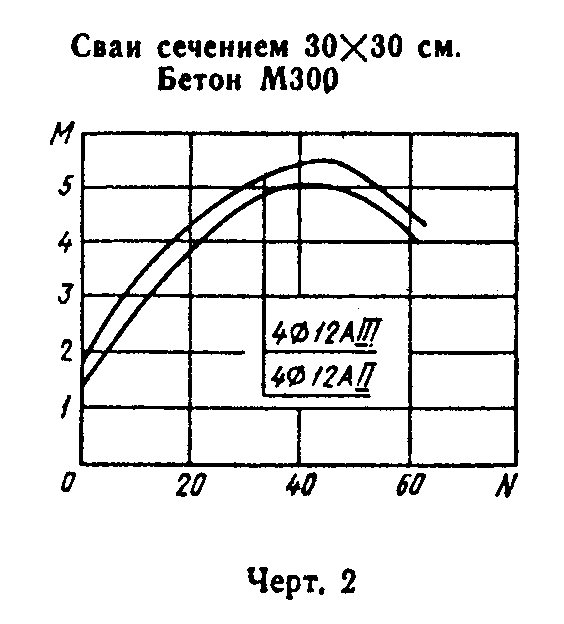 Сваи сечением 30×30 см.
Бетон М300
М
5
4
3
2
1
4Ø12АIII
4Ø12АII
0 20 40 60 N
Черт. 2